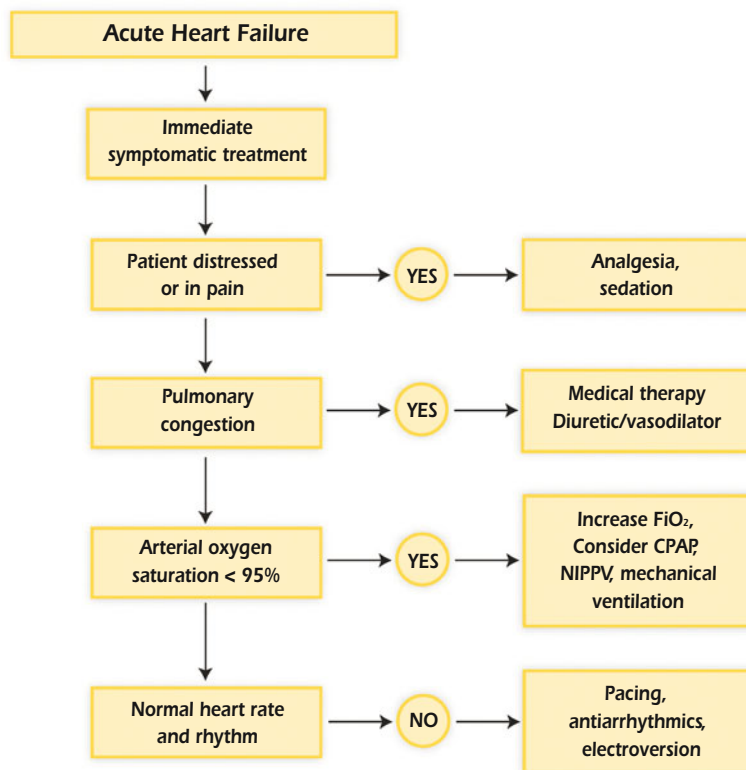 Acute Heart Failure
Immediate
symptomatic treatment
Patient distressed
or in pain
YES
Analgesia,
sedation
Pulmonary
congestion
YES
Medical therapy
Diuretic/vasodilator
Arterial oxygen
saturation < 95%
YES
Increase FiO₂,
Consider CPAP,
NIPPV, mechanical
ventilation
Normal heart rate
and rhythm
NO
Pacing,
antiarrhythmics,
electroversion